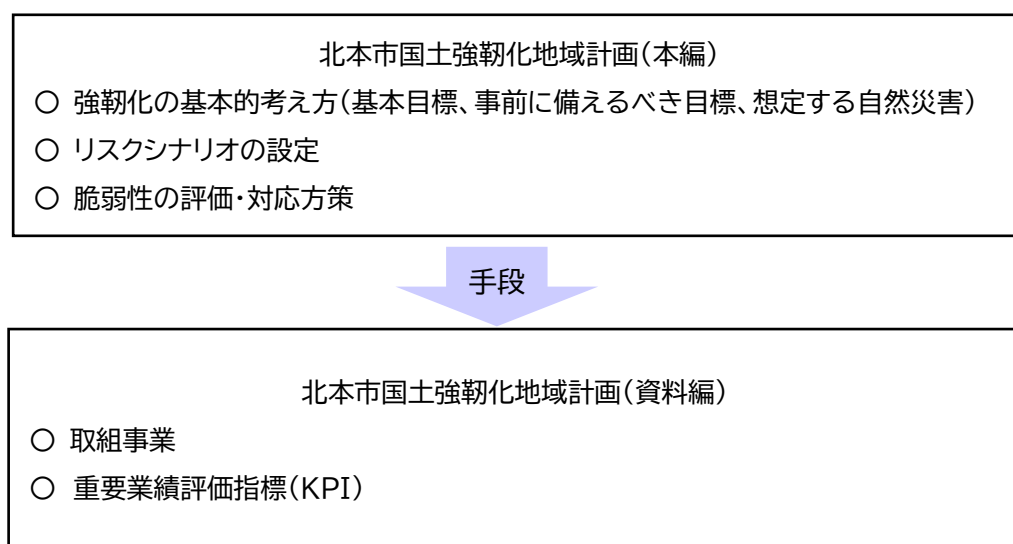 北本市国土強靭化地域計画（本編）
○ 強靭化の基本的考え方（基本目標、事前に備えるべき目標、想定する自然災害）
○ リスクシナリオの設定
○ 脆弱性の評価・対応方策
手段
北本市国土強靭化地域計画（資料編）
○ 取組事業
○ 重要業績評価指標（KPI）